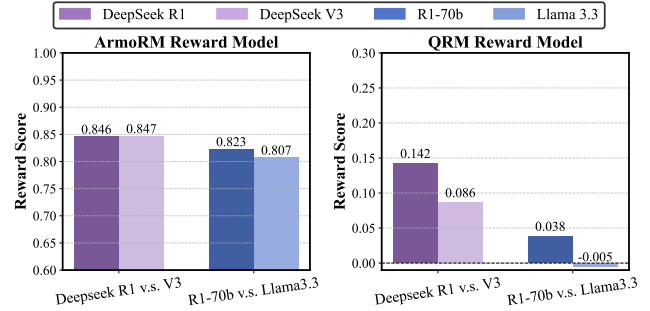 DeepSeek R1 DeepSeek V3 R1-70b Llama 3.3
ArmoRM Reward Model
Reward Score
1.00
0.95
0.90
0.85
0.80
0.75
0.70
0.65
0.60
0.846 0.847
0.823
0.807
Deepseek R1 v.s. V3
R1-70b v.s. Llama3.3
QRM Reward Model
Reward Score
0.30
0.25
0.20
0.15
0.10
0.05
0.00
0.142
0.086
0.038
-0.005
Deepseek R1 v.s. V3
R1-70b v.s. Llama3.3